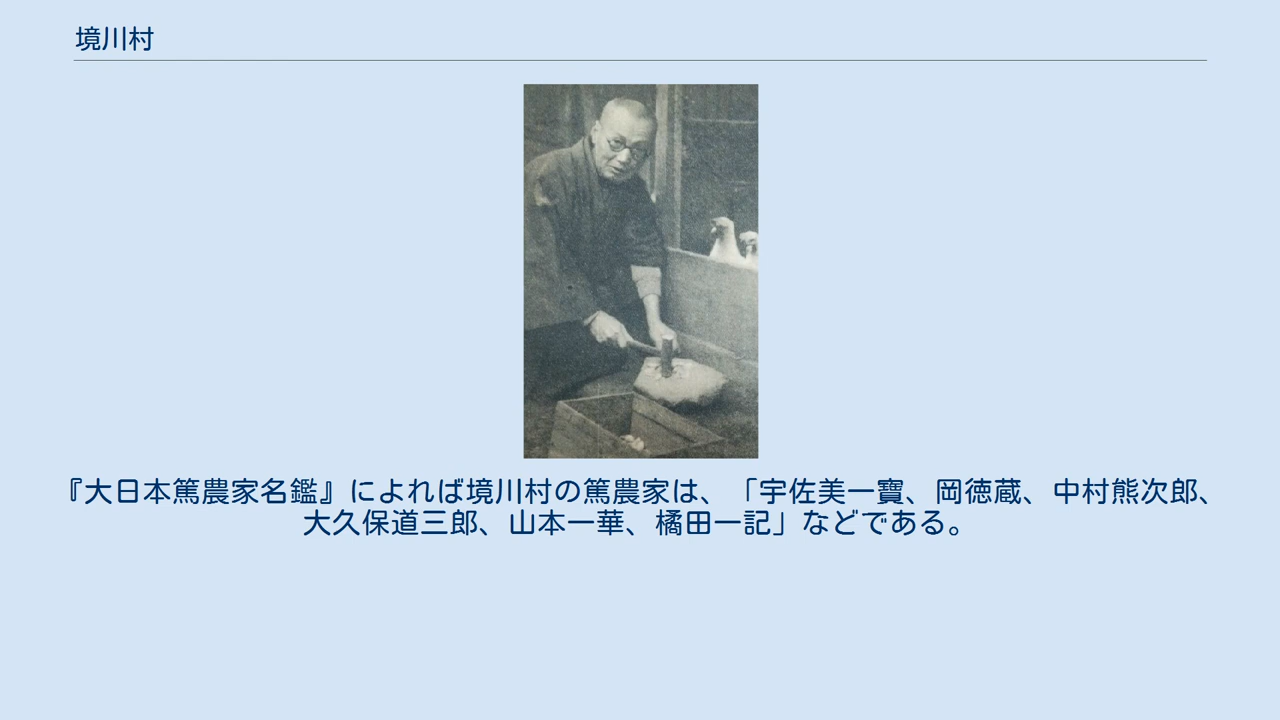 境川村
『大日本篤農家名鑑』によれば境川村の篤農家は、「宇佐美一寶、岡徳蔵、中村熊次郎、
大久保道三郎、山本一華、橘田一記」などである。